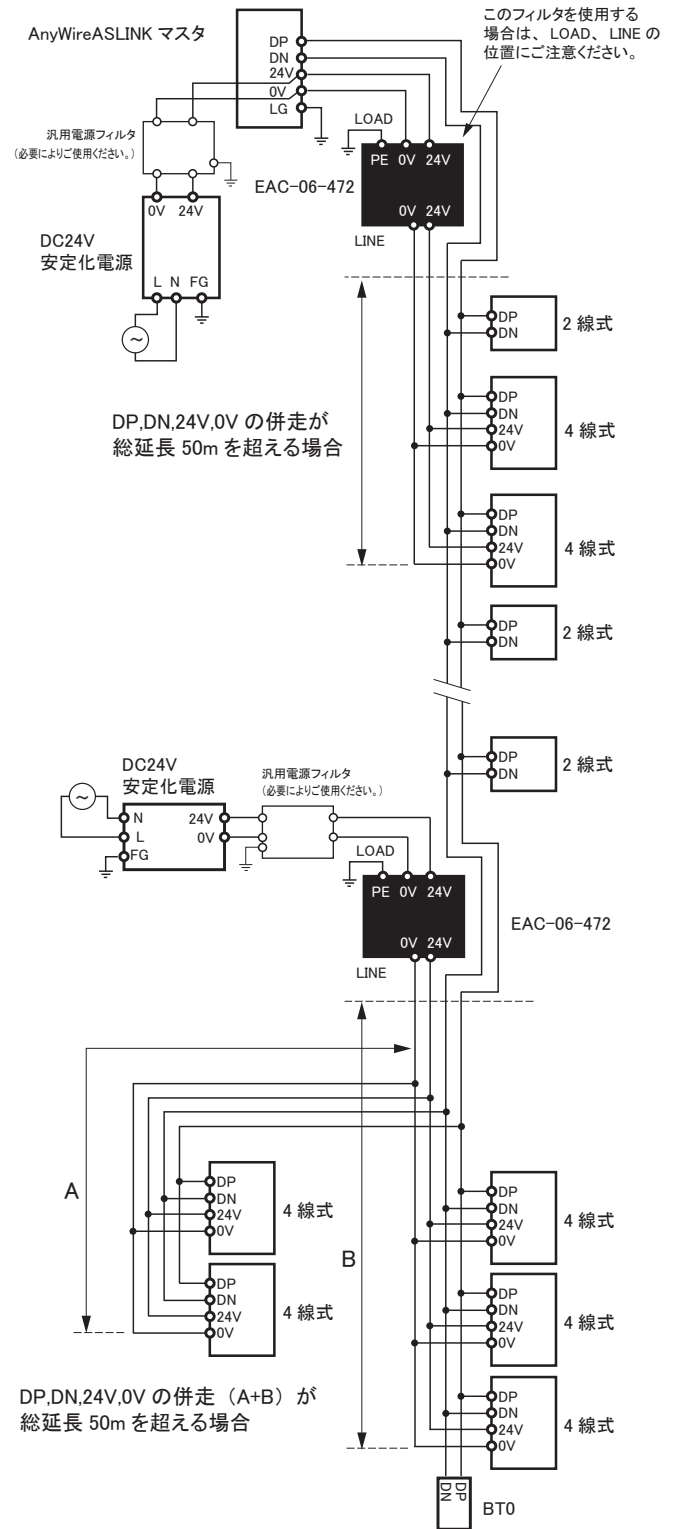 このフィルタを使用する
場合は、LOAD、LINE の
位置にご注意ください。
AnyWireASLINK マスタ
DP
DN
24V
0V
LG
汎用電源フィルタ
(必要によりご使用ください。)
LOAD
PE 0V 24V
EAC-06-472
0V 24V
LINE
0V 24V
DC24V
安定化電源
L N FG
DP
DN
2 線式
DP,DN,24V,0V の併走が
総延長 50m を超える場合
DP
DN
24V
0V
4 線式
DP
DN
24V
0V
4 線式
DP
DN
2 線式
DP
DN
2 線式
DC24V
安定化電源
汎用電源フィルタ
(必要によりご使用ください。)
N
L
FG
24V
0V
LOAD
PE 0V 24V
EAC-06-472
0V 24V
LINE
A
DP
DN
24V
0V
4 線式
DP
DN
24V
0V
4 線式
B
DP
DN
24V
0V
4 線式
DP
DN
24V
0V
4 線式
DP
DN
24V
0V
4 線式
DP,DN,24V,0V の併走（A+B）が
総延長 50m を超える場合
DP
DN
BT0